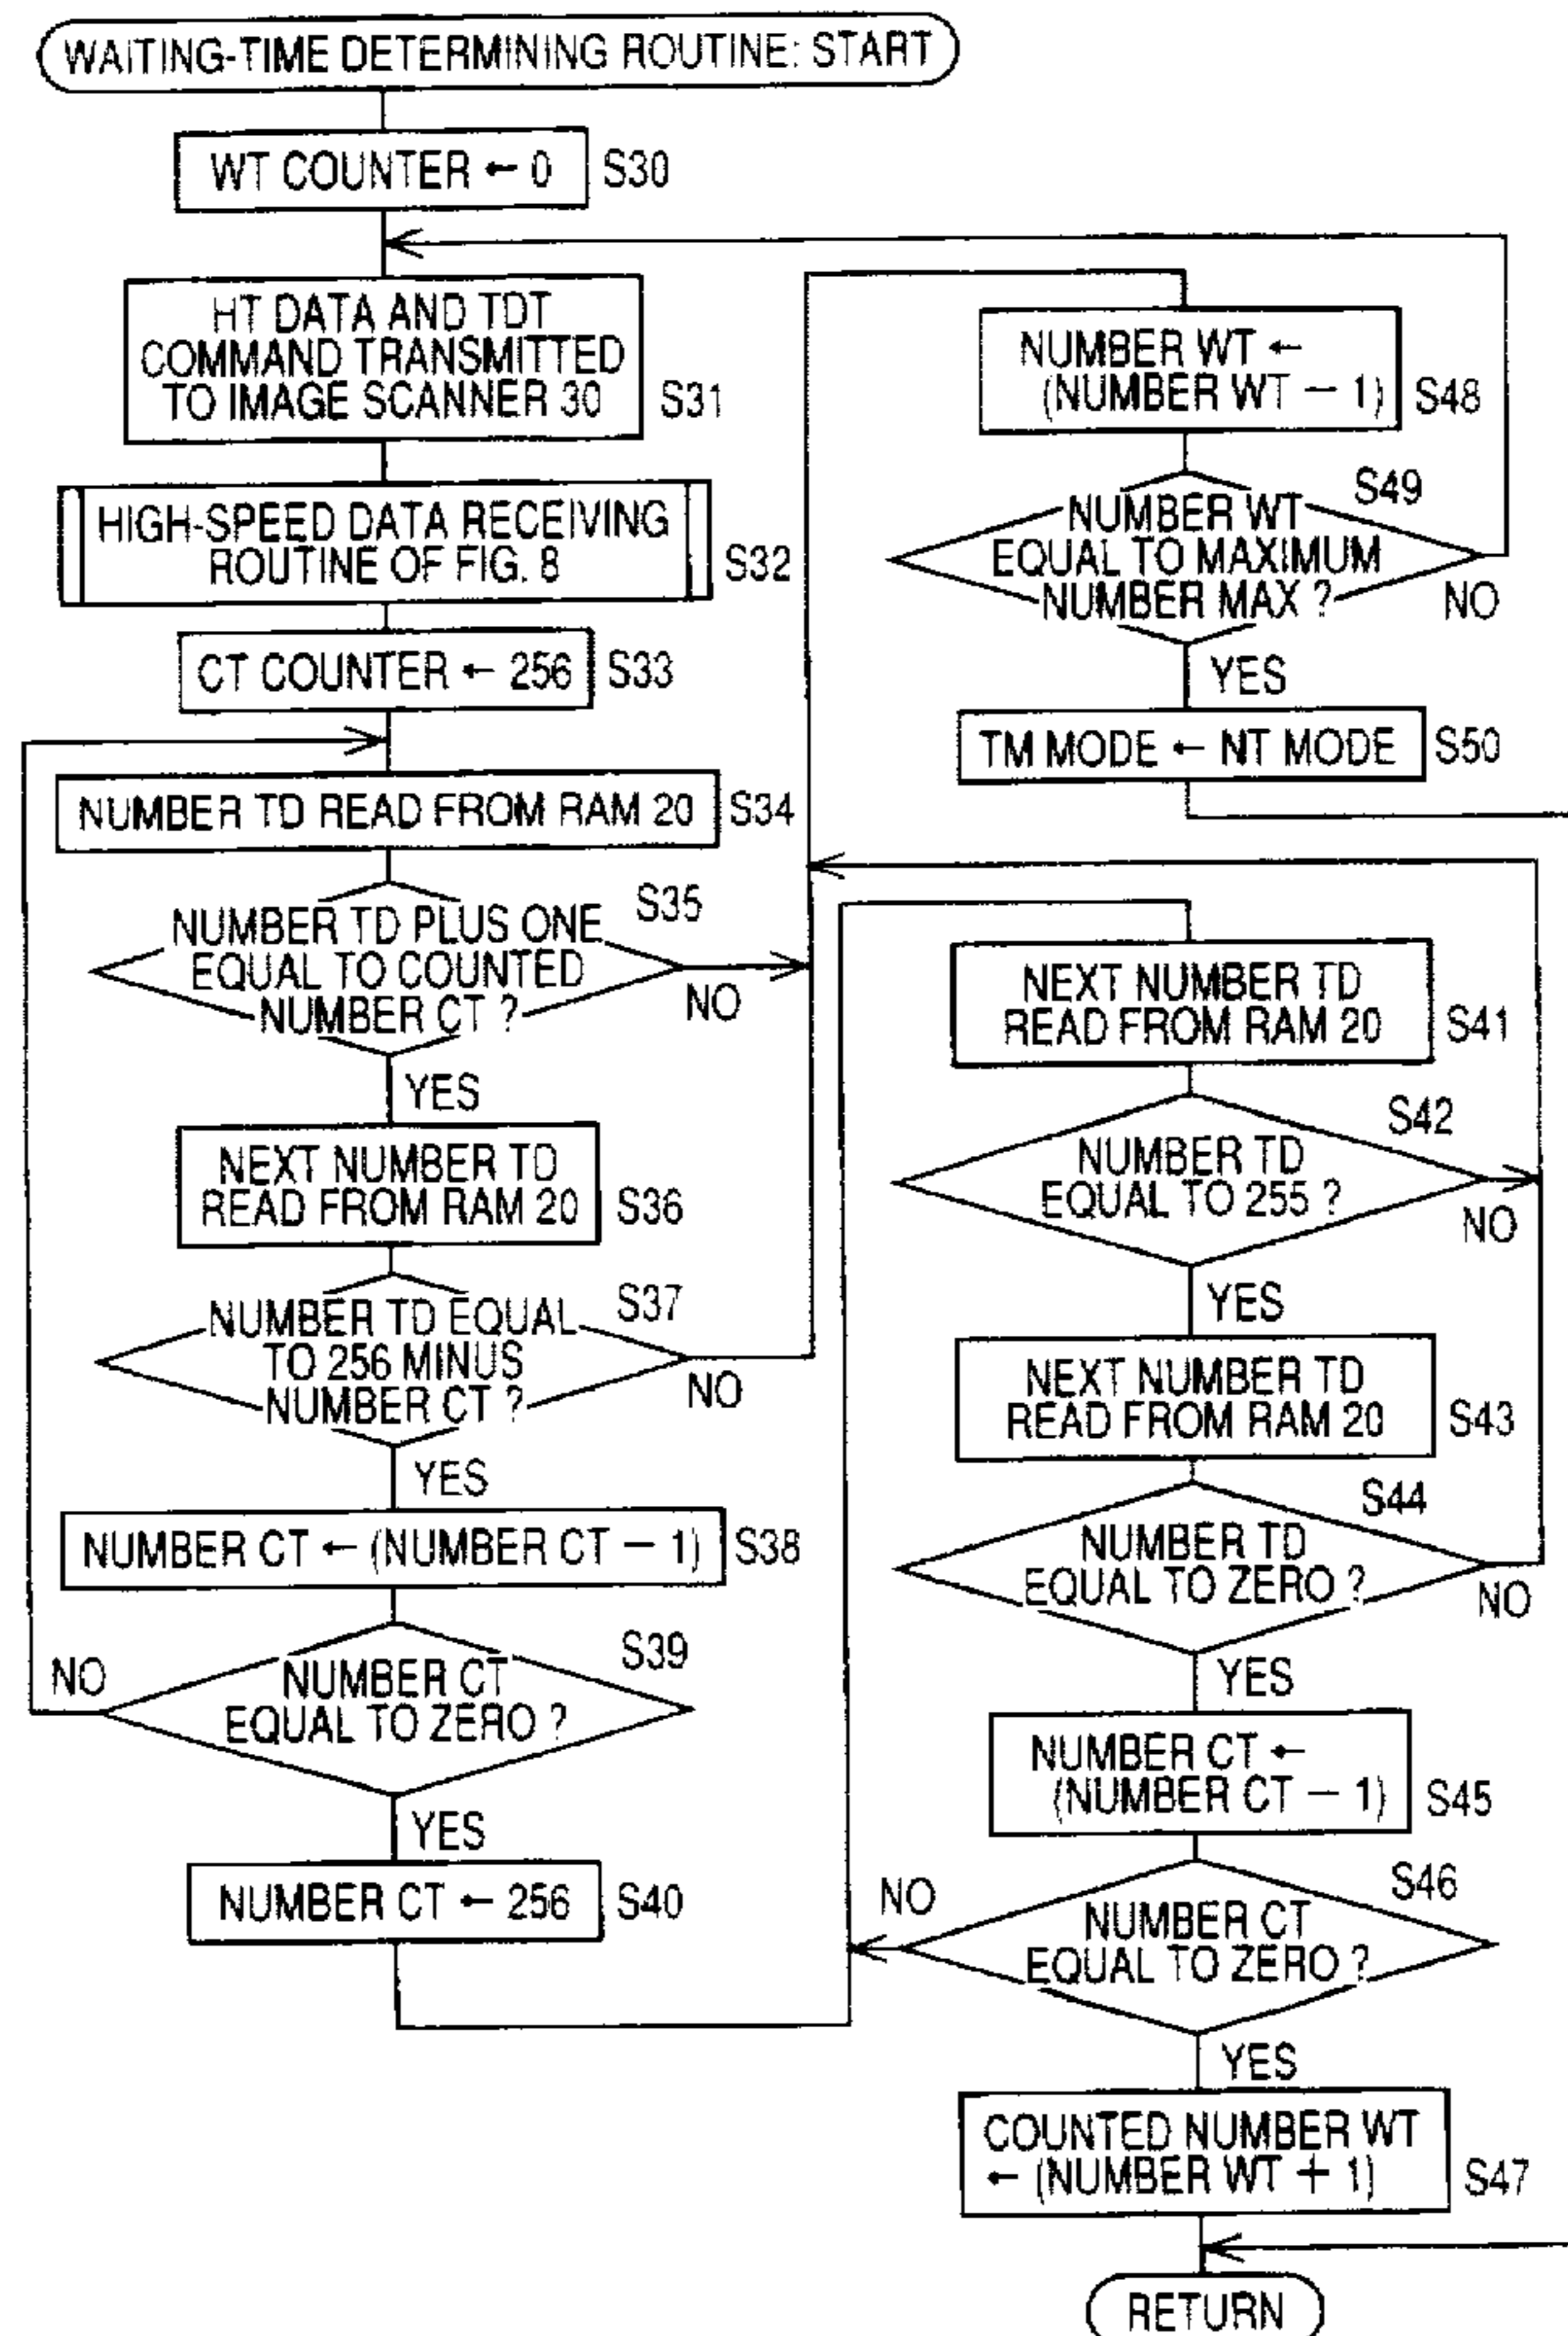 WAITING-TIME DETERMINING ROUTINE: START
WT COUNTER ← 0
S30
HT DATA AND TDT
COMMAND TRANSMITTED
TO IMAGE SCANNER 30
S31
HIGH-SPEED DATA RECEIVING
ROUTINE OF FIG. 8
S32
CT COUNTER ← 256
S33
NUMBER TD READ FROM RAM 20
S34
S35
NUMBER TD PLUS ONE
EQUAL TO COUNTED
NUMBER CT ?
NO
YES
NEXT NUMBER TD
READ FROM RAM 20
S36
S37
NUMBER TD EQUAL
TO 256 MINUS
NUMBER CT ?
NO
YES
NUMBER CT ← (NUMBER CT − 1)
S38
S39
NUMBER CT
EQUAL TO ZERO ?
NO
YES
NUMBER CT ← 256
S40
NUMBER WT ←
(NUMBER WT − 1)
S48
S49
NUMBER WT
EQUAL TO MAXIMUM
NUMBER MAX ?
NO
YES
TM MODE ← NT MODE
S50
NEXT NUMBER TD
READ FROM RAM 20
S41
S42
NUMBER TD
EQUAL TO 255 ?
NO
YES
NEXT NUMBER TD
READ FROM RAM 20
S43
S44
NUMBER TD
EQUAL TO ZERO ?
NO
YES
NUMBER CT ←
(NUMBER CT − 1)
S45
S46
NO
NUMBER CT
EQUAL TO ZERO ?
YES
COUNTED NUMBER WT
← (NUMBER WT + 1)
S47
RETURN